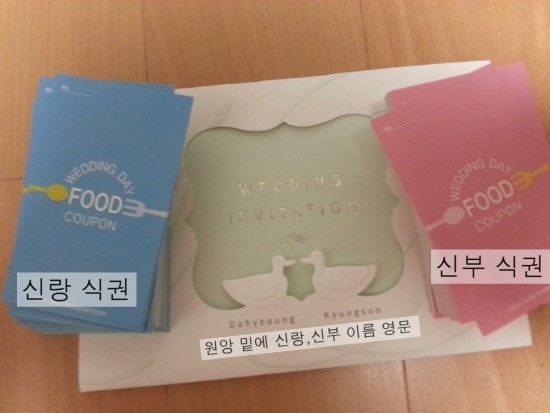 WEDDING DAY
FOOD
COUPON
신랑 식권
WEDDING
INVITATION
Dohyeoung Kyungsoo
원앙 밑에 신랑,신부 이름 영문
WEDDING DAY
FOOD
COUPON
신부 식권